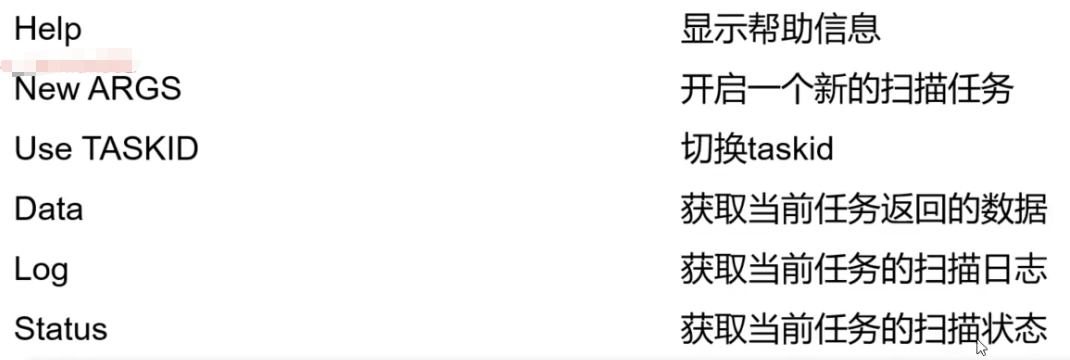 Help 显示帮助信息
New ARGS 开启一个新的扫描任务
Use TASKID 切换taskid
Data 获取当前任务返回的数据
Log 获取当前任务的扫描日志
Status 获取当前任务的扫描状态